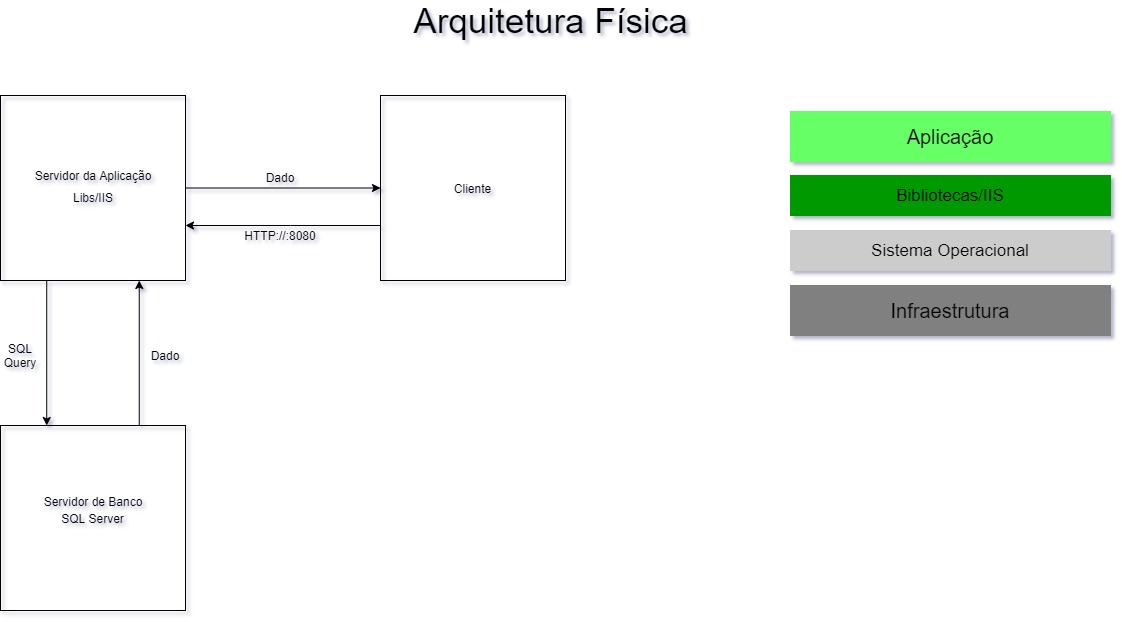 Arquitetura Física
Servidor da Aplicação
Libs/IIS
Dado
HTTP://:8080
Cliente
SQL
Query
Dado
Servidor de Banco
SQL Server
Aplicação
Bibliotecas/IIS
Sistema Operacional
Infraestrutura